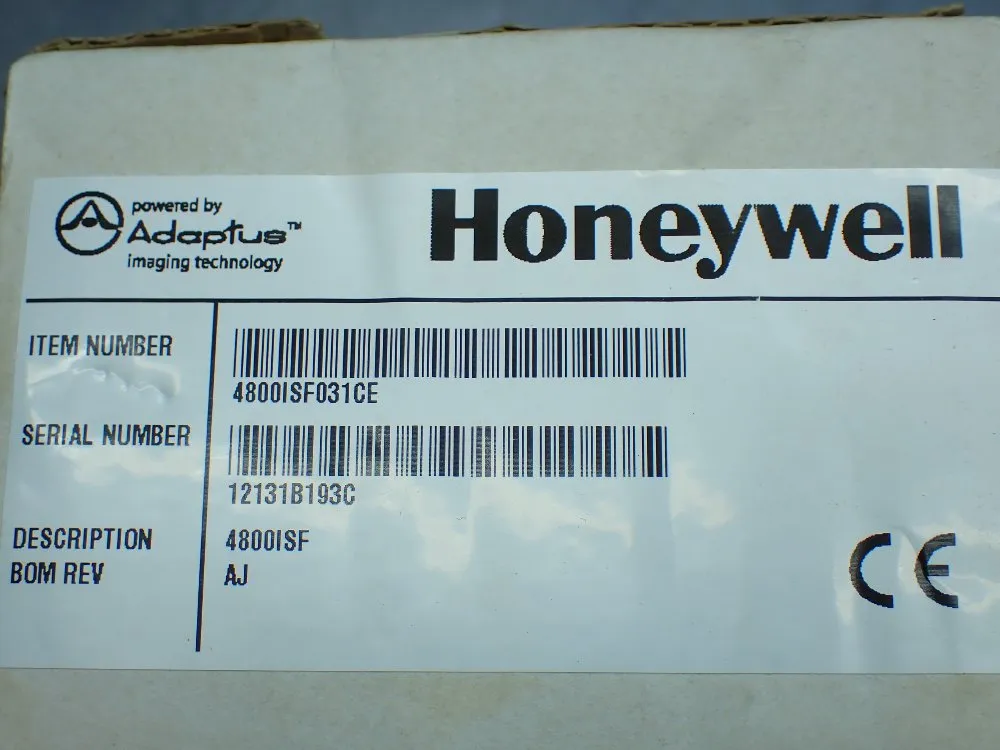 powered by
Adaptus™
imaging technology
Honeywell
ITEM NUMBER
4800ISF031CE
SERIAL NUMBER
12131B193C
DESCRIPTION 4800ISF
BOM REV AJ
CE